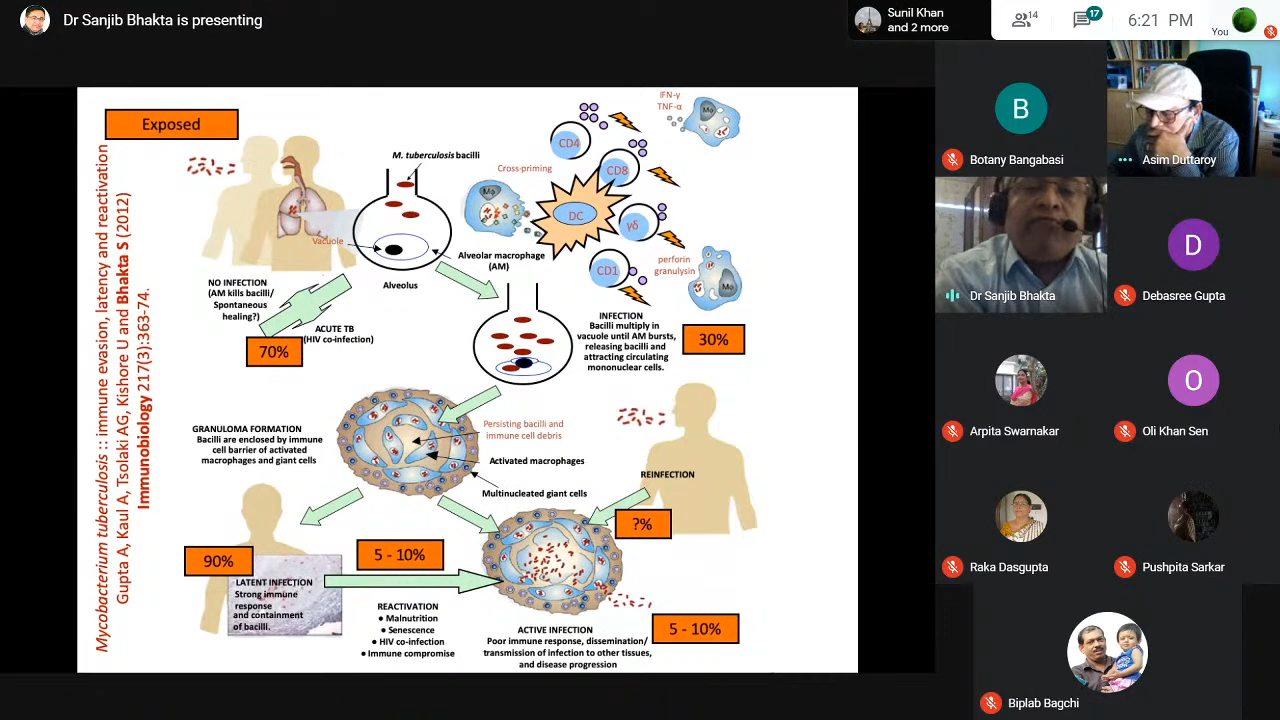 Dr Sanjib Bhakta is presenting
Sunil Khan
and 2 more
14
17
6:21 PM
You
Exposed
Mycobacterium tuberculosis :: immune evasion, latency and reactivation
Gupta A, Kaul A, Tsolaki AG, Kishore U and Bhakta S (2012)
Immunobiology 217(3):363-74.
M. tuberculosis bacilli
Vacuole
Alveolar macrophage
(AM)
Alveolus
Cross-priming
Mφ
DC
CD4
CD8
γδ
CD1
IFN-γ
TNF-α
Mφ
perforin
granulysin
Mφ
NO INFECTION
(AM kills bacilli/
Spontaneous
healing?)
ACUTE TB
(HIV co-infection)
70%
INFECTION
Bacilli multiply in
vacuole until AM bursts,
releasing bacilli and
attracting circulating
mononuclear cells.
30%
GRANULOMA FORMATION
Bacilli are enclosed by immune
cell barrier of activated
macrophages and giant cells
Persisting bacilli and
immune cell debris
Activated macrophages
Multinucleated giant cells
REINFECTION
?%
90%
LATENT INFECTION
Strong immune
response
and containment
of bacilli.
5 - 10%
REACTIVATION
● Malnutrition
● Senescence
● HIV co-infection
● Immune compromise
ACTIVE INFECTION
Poor immune response, dissemination/
transmission of infection to other tissues,
and disease progression
5 - 10%
B
Botany Bangabasi
Asim Duttaroy
Dr Sanjib Bhakta
D
Debasree Gupta
Arpita Swarnakar
O
Oli Khan Sen
Raka Dasgupta
Pushpita Sarkar
Biplab Bagchi